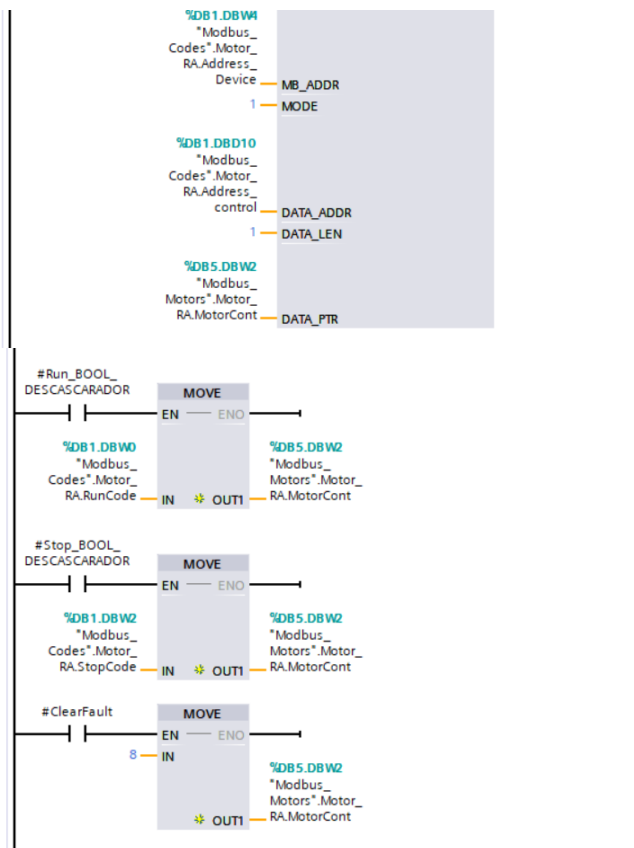 %DB1.DBW4
"Modbus_
Codes".Motor_
RA.Address_
Device
MB_ADDR
1
MODE
%DB1.DBD10
"Modbus_
Codes".Motor_
RA.Address_
control
DATA_ADDR
1
DATA_LEN
%DB5.DBW2
"Modbus_
Motors".Motor_
RA.MotorCont
DATA_PTR
#Run_BOOL_
DESCASCARADOR
MOVE
EN
ENO
%DB1.DBW0
"Modbus_
Codes".Motor_
RA.RunCode
IN
OUT1
%DB5.DBW2
"Modbus_
Motors".Motor_
RA.MotorCont
#Stop_BOOL_
DESCASCARADOR
MOVE
EN
ENO
%DB1.DBW2
"Modbus_
Codes".Motor_
RA.StopCode
IN
OUT1
%DB5.DBW2
"Modbus_
Motors".Motor_
RA.MotorCont
#ClearFault
MOVE
EN
ENO
8
IN
OUT1
%DB5.DBW2
"Modbus_
Motors".Motor_
RA.MotorCont